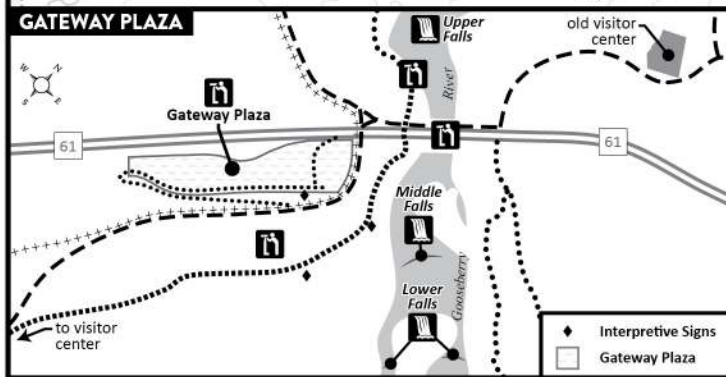 GATEWAY PLAZA
Upper
Falls
old visitor
center
W N
S E
River
Gateway Plaza
61
61
Middle
Falls
Gooseberry
Lower
Falls
to visitor
center
Interpretive Signs
Gateway Plaza